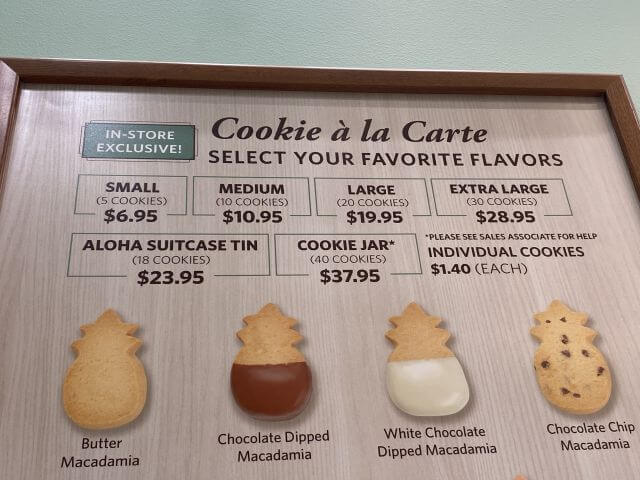 IN-STORE
EXCLUSIVE!
Cookie à la Carte
SELECT YOUR FAVORITE FLAVORS
SMALL
(5 COOKIES)
$6.95
MEDIUM
(10 COOKIES)
$10.95
LARGE
(20 COOKIES)
$19.95
EXTRA LARGE
(30 COOKIES)
$28.95
ALOHA SUITCASE TIN
(18 COOKIES)
$23.95
COOKIE JAR*
(40 COOKIES)
$37.95
*PLEASE SEE SALES ASSOCIATE FOR HELP
INDIVIDUAL COOKIES
$1.40 (EACH)
Butter
Macadamia
Chocolate Dipped
Macadamia
White Chocolate
Dipped Macadamia
Chocolate Chip
Macadamia